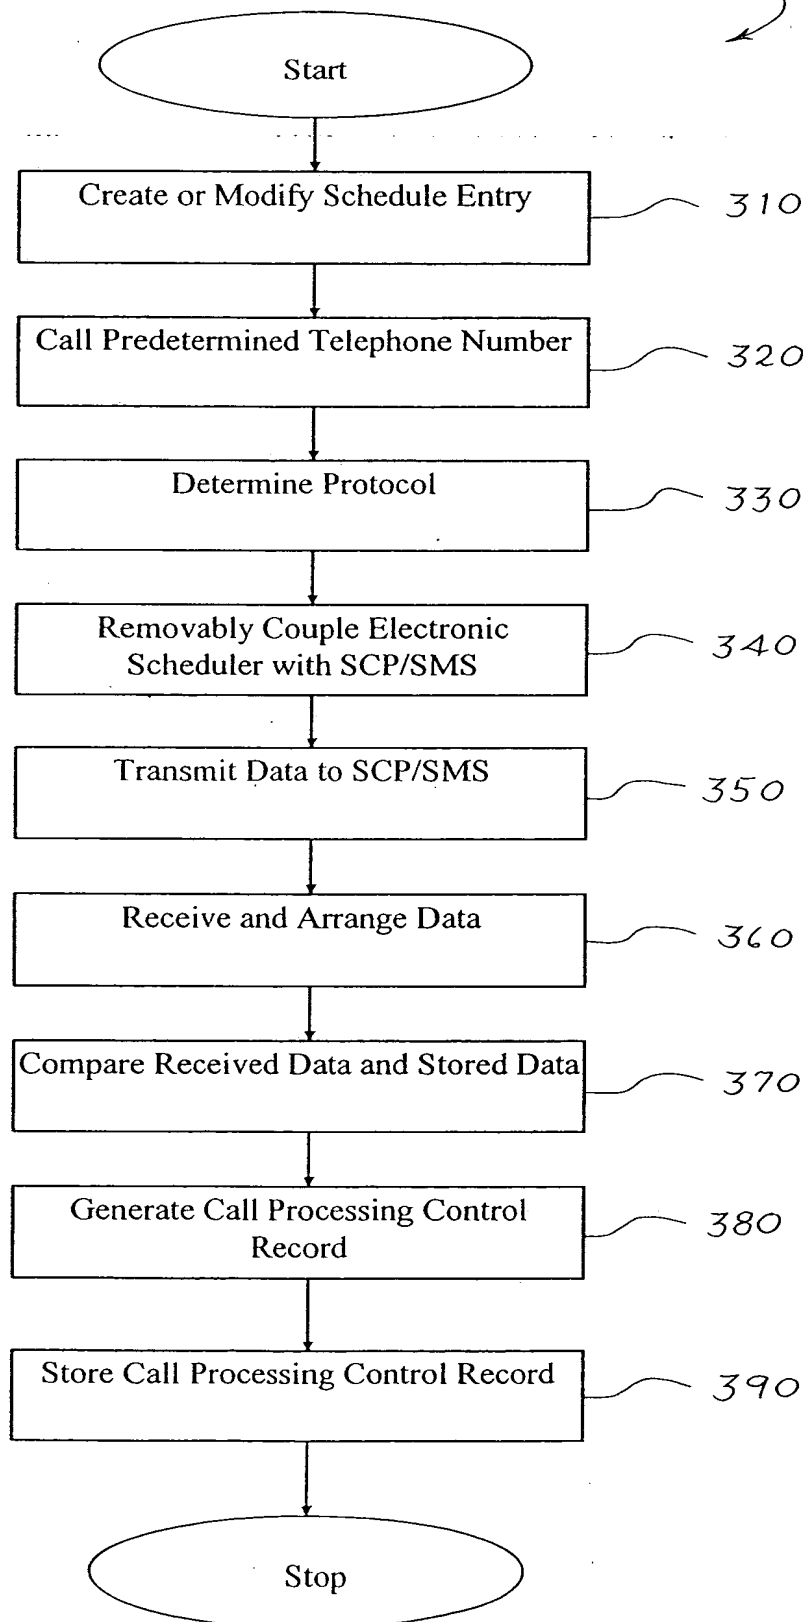 Start
Create or Modify Schedule Entry
310
Call Predetermined Telephone Number
320
Determine Protocol
330
Removably Couple Electronic
Scheduler with SCP/SMS
340
Transmit Data to SCP/SMS
350
Receive and Arrange Data
360
Compare Received Data and Stored Data
370
Generate Call Processing Control
Record
380
Store Call Processing Control Record
390
Stop